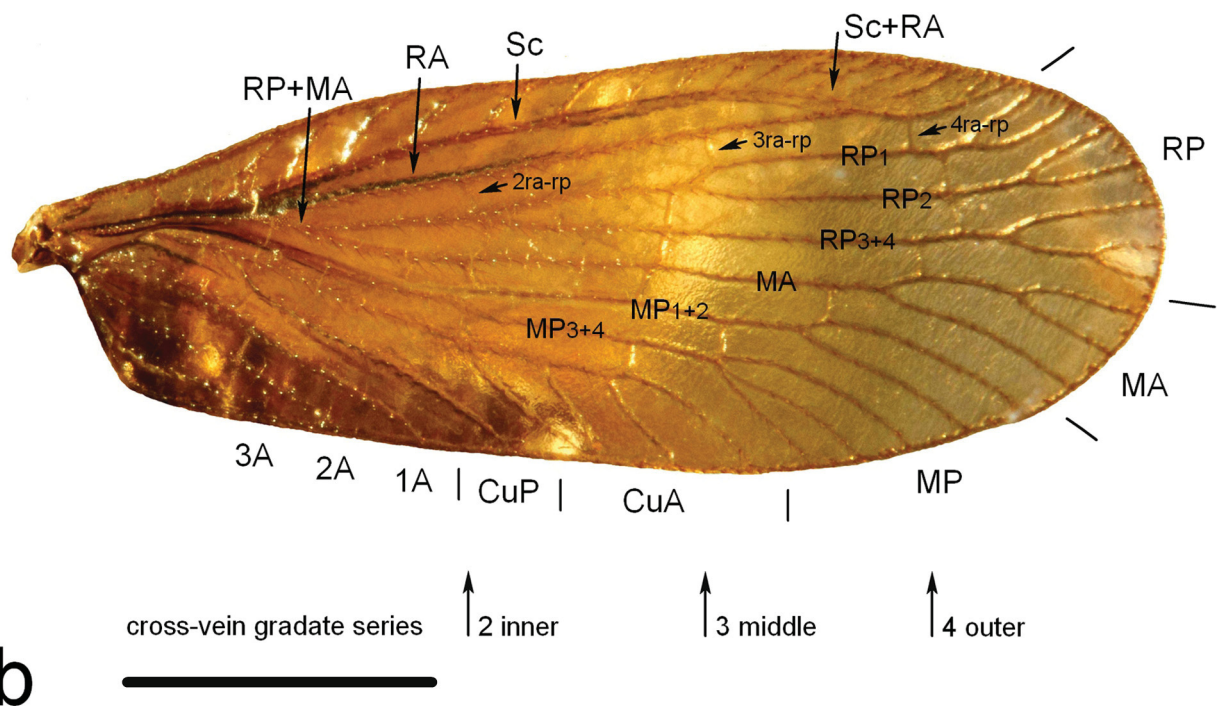 Sc+RA
Sc
RA
RP+MA
4ra-rp
3ra-rp
RP
RP1
2ra-rp
RP2
RP3+4
MA
MP1+2
MP3+4
MA
3A
2A
1A
CuP
CuA
MP
cross-vein gradate series
2 inner
3 middle
4 outer
b